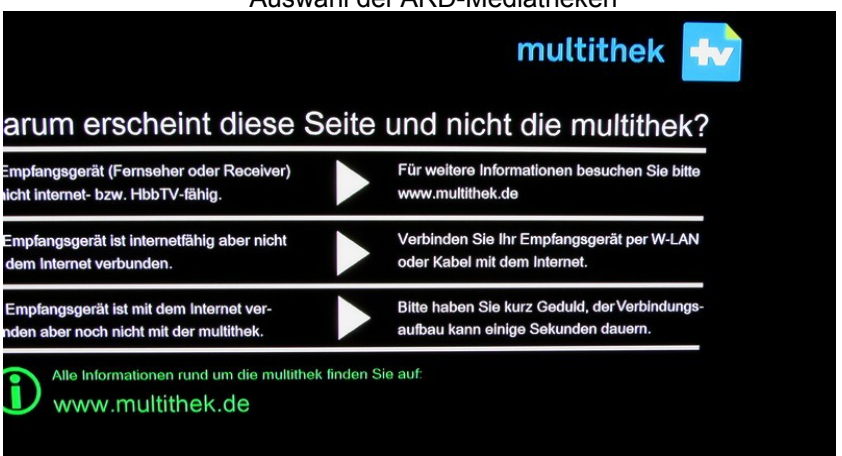 Auswahl der ARD-Mediatheken
multithek tv
arum erscheint diese Seite und nicht die multithek?
Empfangsgerät (Fernseher oder Receiver)
nicht internet- bzw. HbbTV-fähig.
Für weitere Informationen besuchen Sie bitte
www.multithek.de
Empfangsgerät ist internetfähig aber nicht
dem Internet verbunden.
Verbinden Sie Ihr Empfangsgerät per W-LAN
oder Kabel mit dem Internet.
Empfangsgerät ist mit dem Internet ver-
nden aber noch nicht mit der multithek.
Bitte haben Sie kurz Geduld, der Verbindungs-
aufbau kann einige Sekunden dauern.
Alle Informationen rund um die multithek finden Sie auf:
www.multithek.de